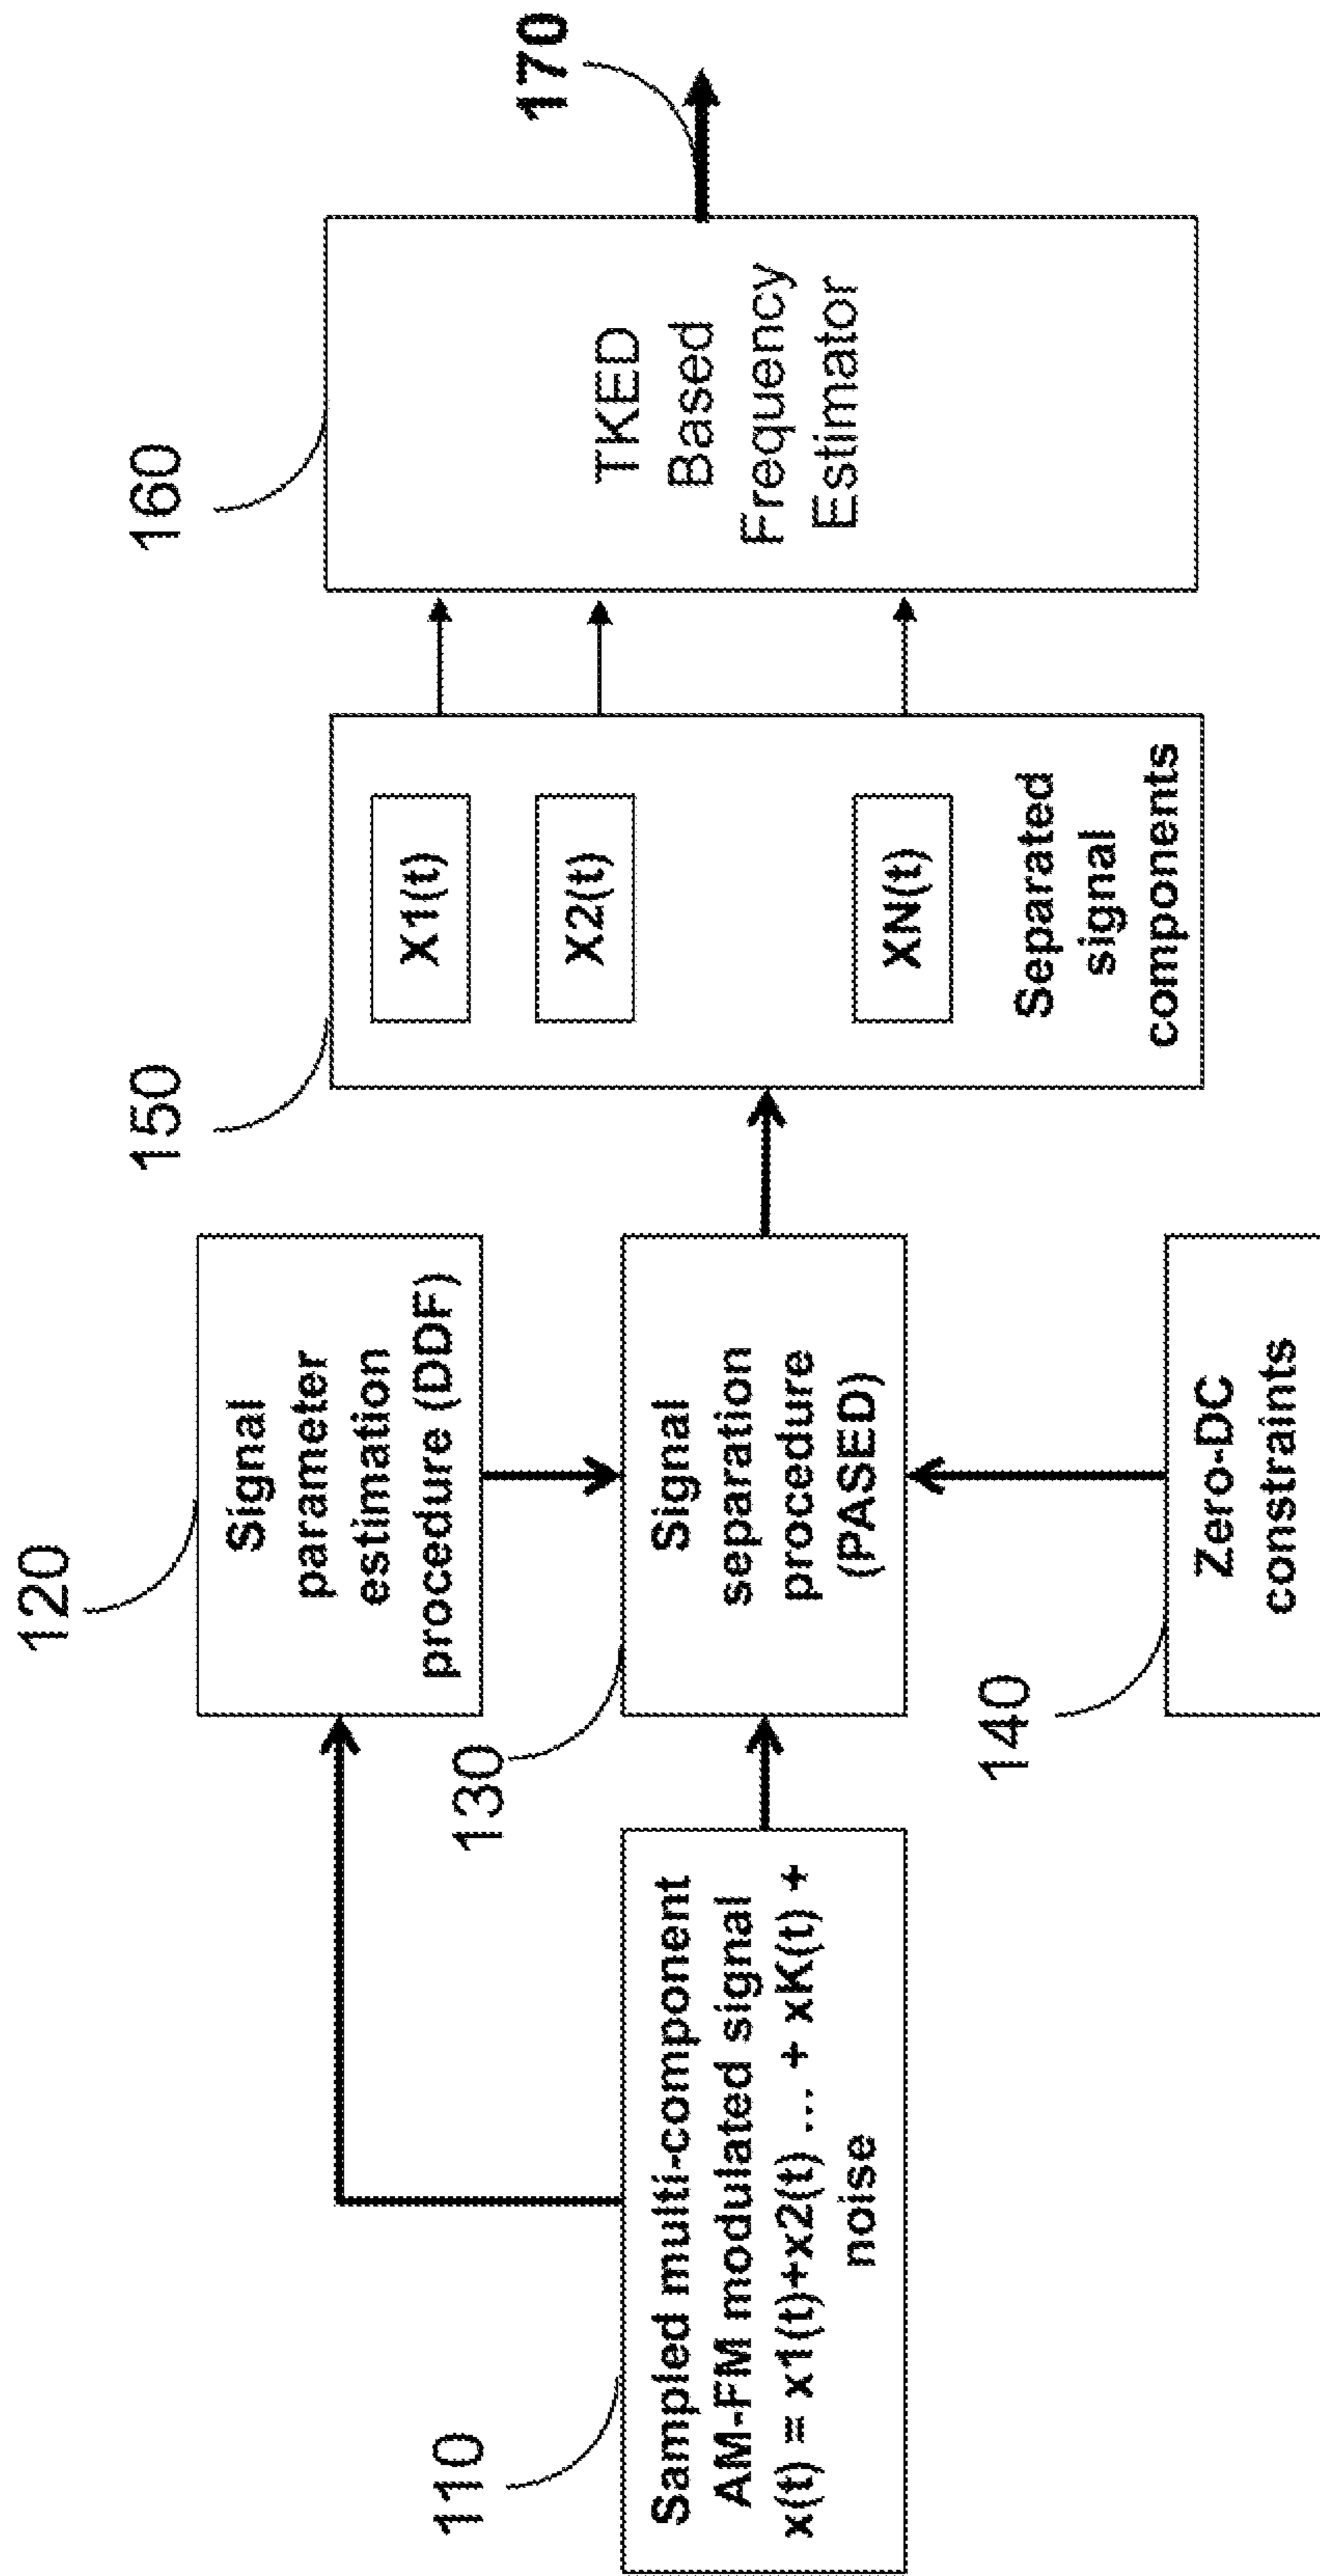 110
Sampled multi-component
AM-FM modulated signal
x(t) = x1(t)+x2(t) ... + xK(t) +
noise
120
Signal
parameter
estimation
procedure (DDF)
130
Signal
separation
procedure
(PASED)
140
Zero-DC
constraints
150
X1(t)
X2(t)
XN(t)
Separated
signal
components
160
TKED
Based
Frequency
Estimator
170